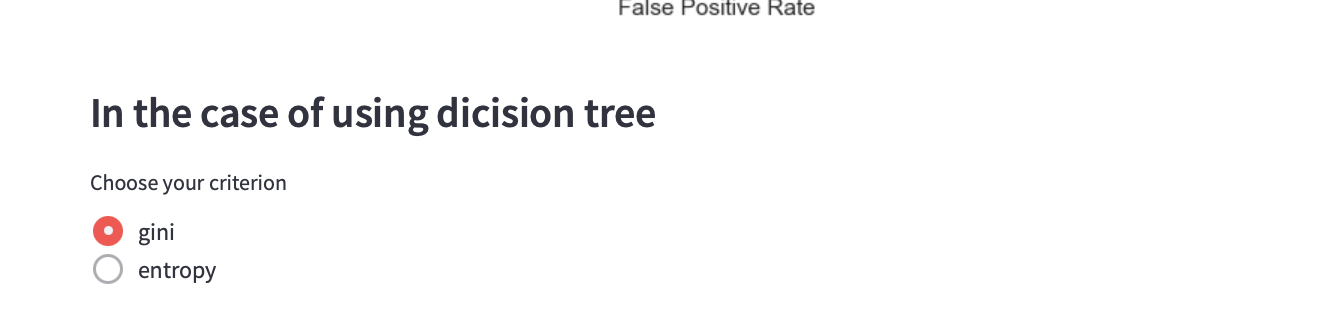 False Positive Rate
In the case of using dicision tree
Choose your criterion
gini
entropy